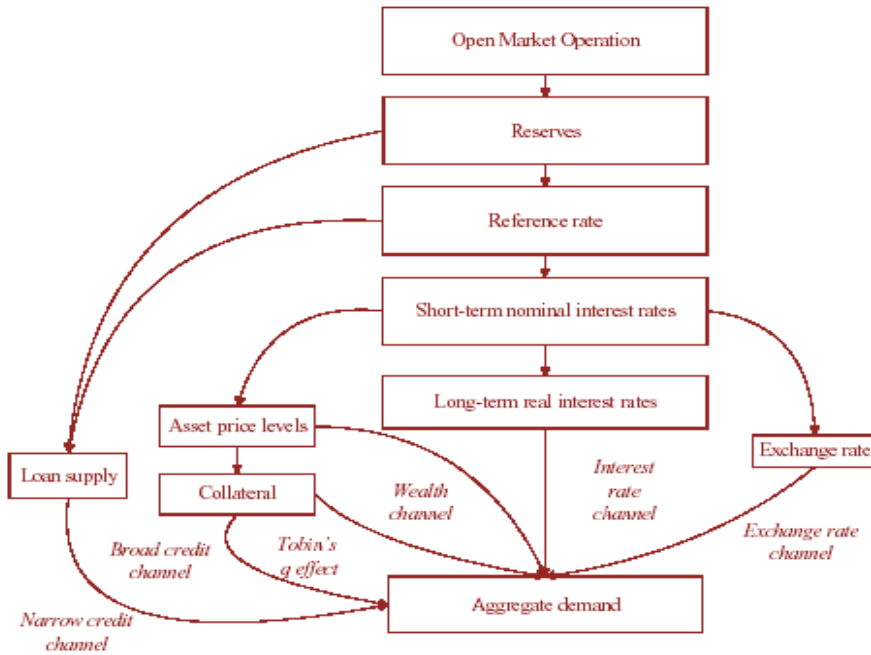 Open Market Operation
Reserves
Reference rate
Short-term nominal interest rates
Long-term real interest rates
Asset price levels
Exchange rate
Loan supply
Collateral
Wealth
channel
Interest
rate
channel
Exchange rate
channel
Broad credit
channel
Tobin's
q effect
Narrow credit
channel
Aggregate demand